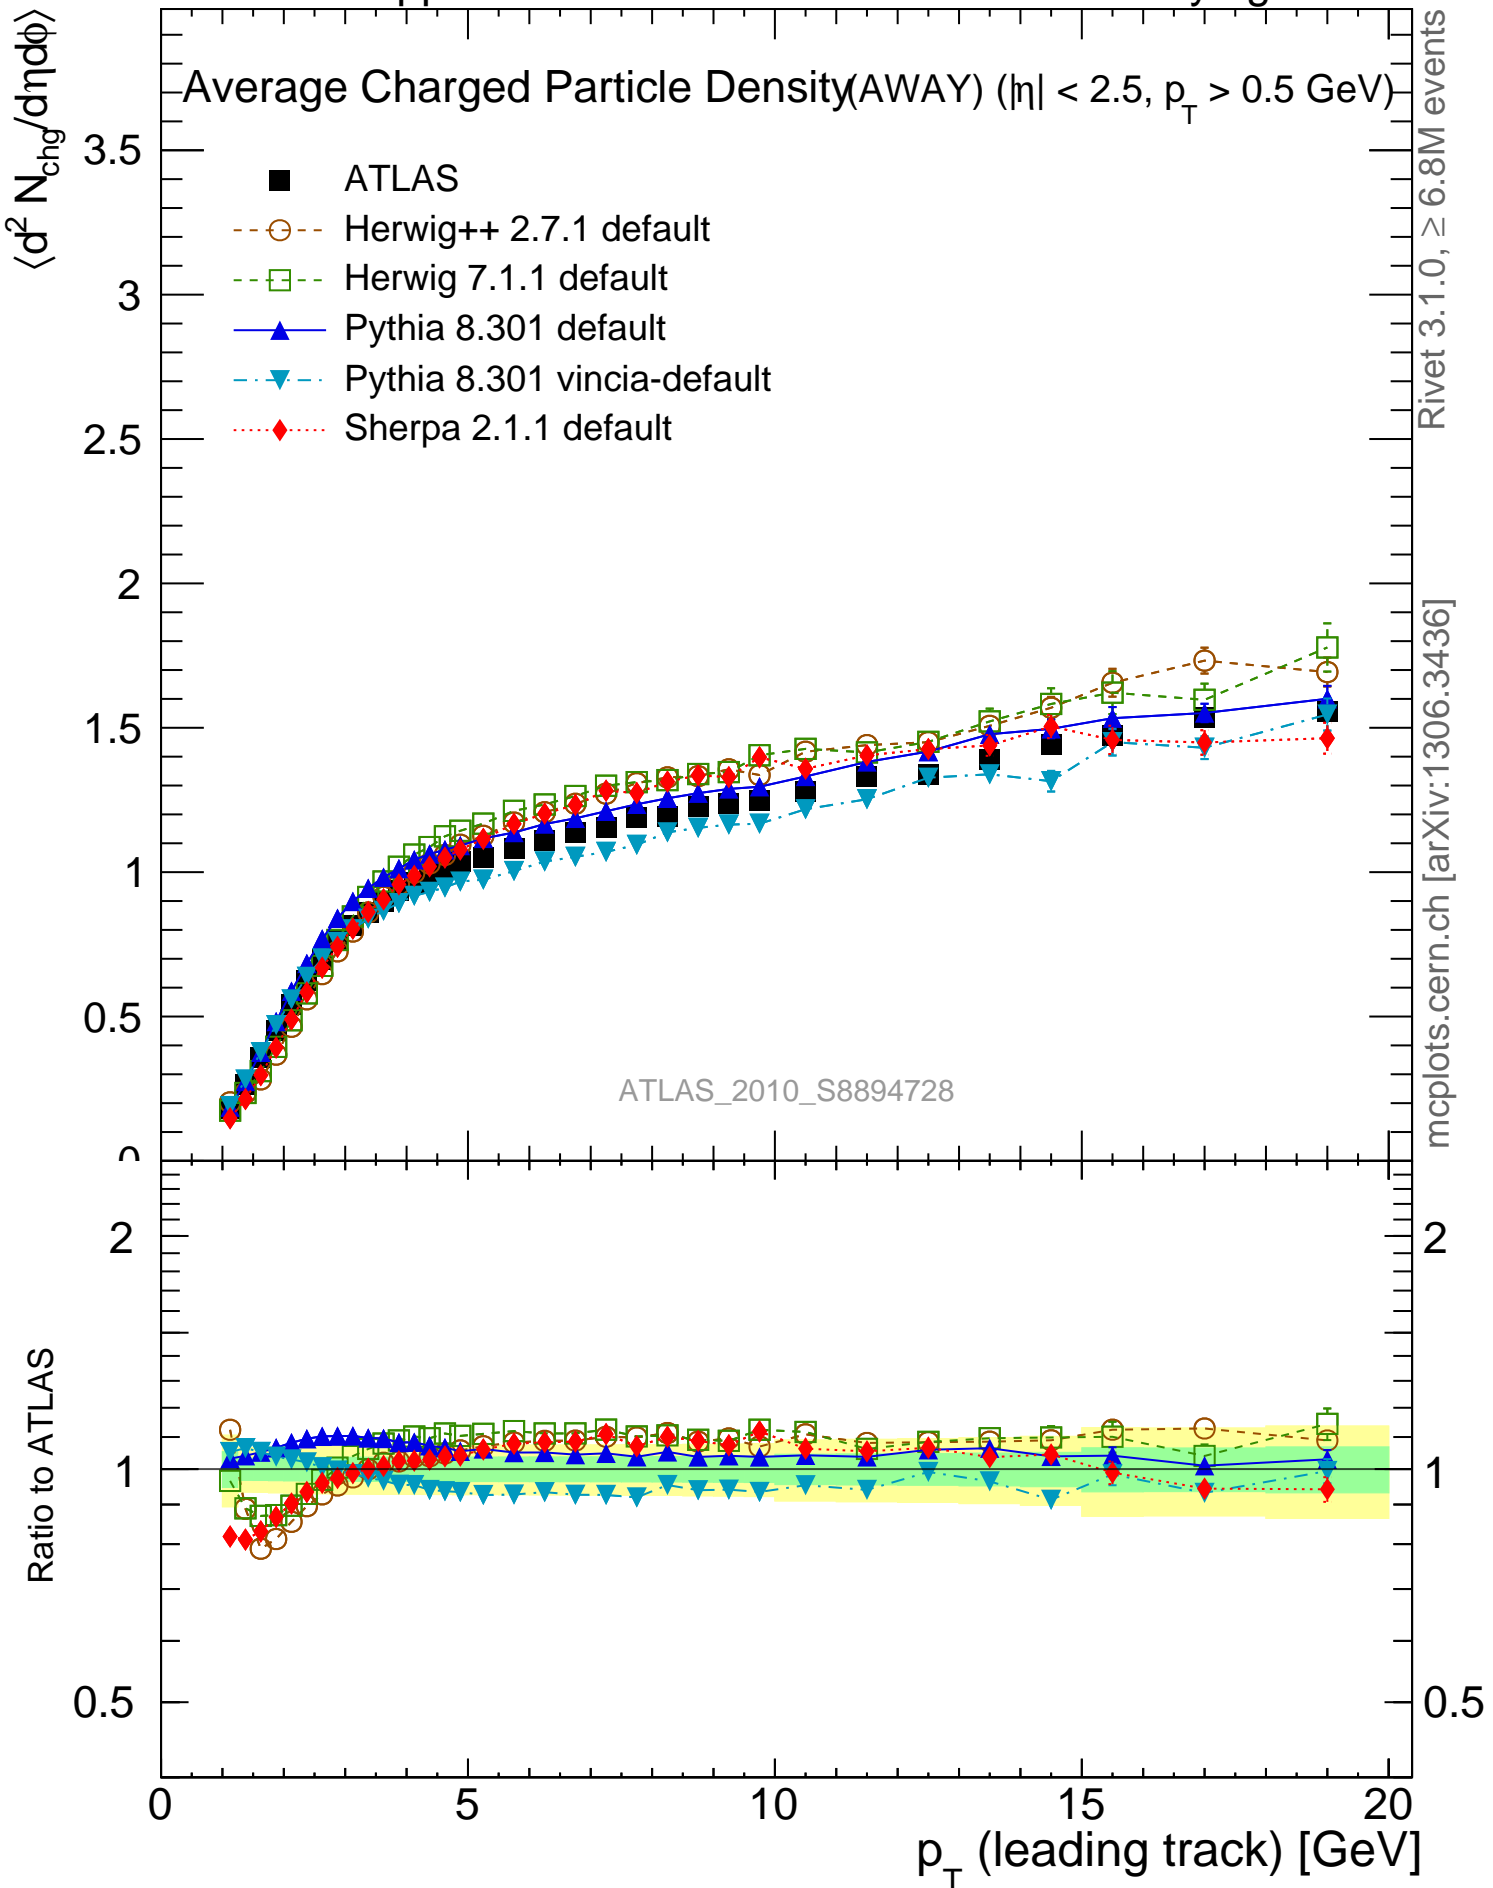 ⟨d² N_chg/dηdϕ⟩
Average Charged Particle Density (AWAY) (|η| < 2.5, p_T > 0.5 GeV)
ATLAS
Herwig++ 2.7.1 default
Herwig 7.1.1 default
Pythia 8.301 default
Pythia 8.301 vincia-default
Sherpa 2.1.1 default
3.5
3
2.5
2
1.5
1
0.5
0
ATLAS_2010_S8894728
Rivet 3.1.0, ≥ 6.8M events
mcplots.cern.ch [arXiv:1306.3436]
Ratio to ATLAS
2
1
0.5
2
1
0.5
0 5 10 15 20
p_T (leading track) [GeV]